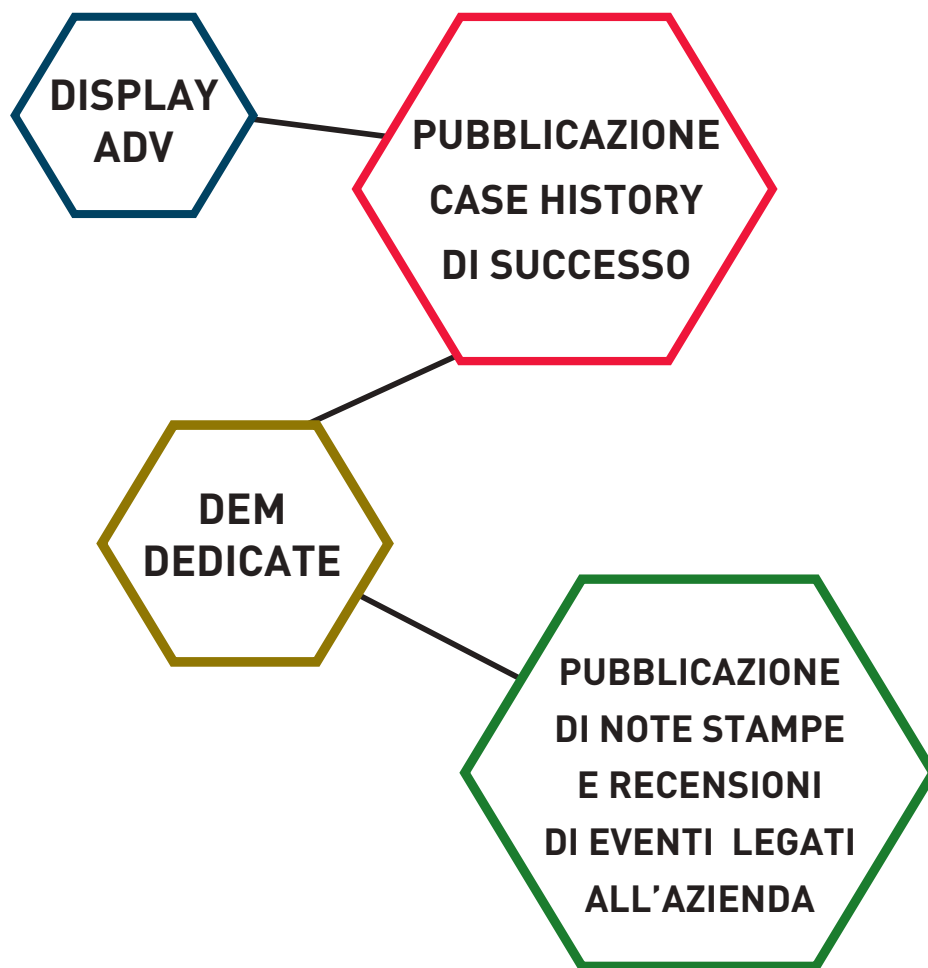 DISPLAY
ADV
PUBBLICAZIONE
CASE HISTORY
DI SUCCESSO
DEM
DEDICATE
PUBBLICAZIONE
DI NOTE STAMPE
E RECENSIONI
DI EVENTI LEGATI
ALL’AZIENDA